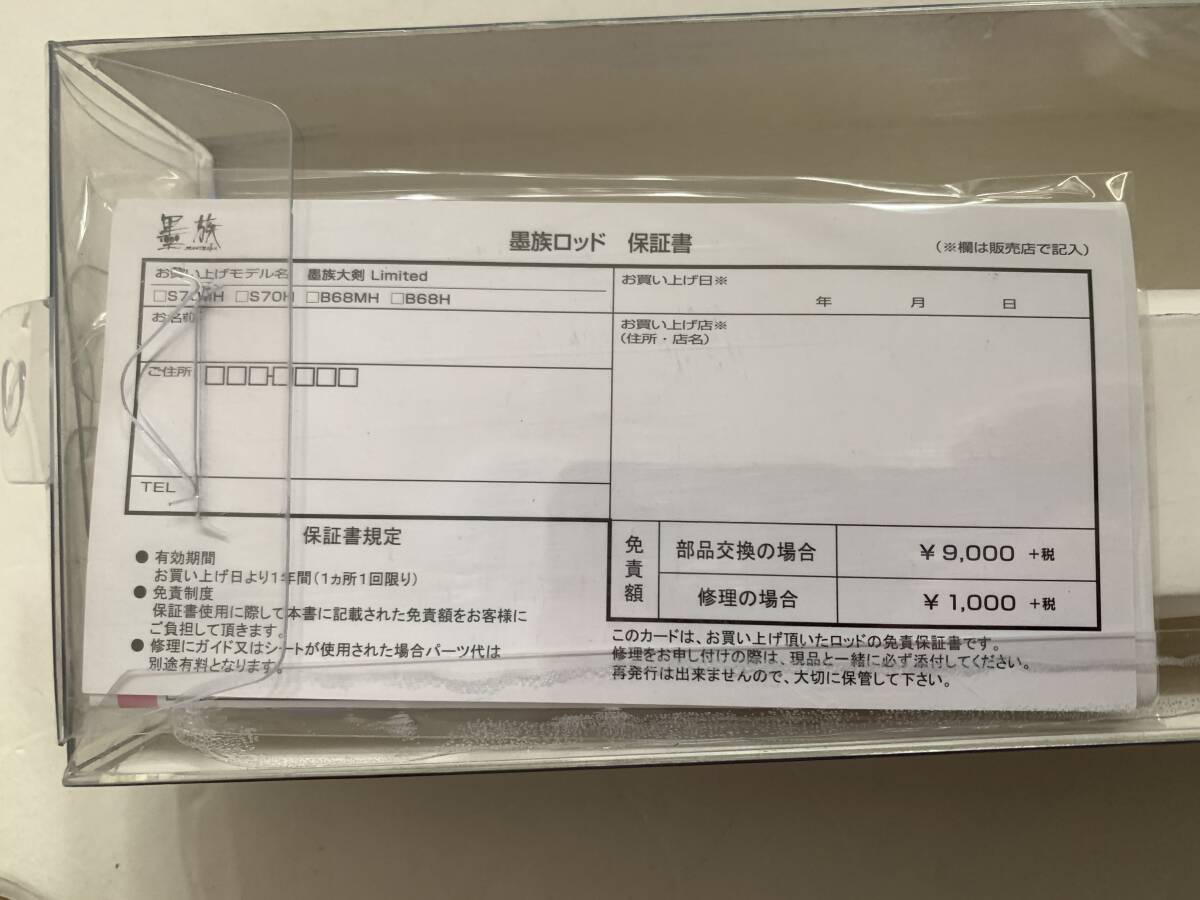 墨族
墨族ロッド 保証書
(※欄は販売店で記入)
お買い上げモデル名 墨族大剣 Limited
□S70MH □S70H □B68MH □B68H
お名前
ご住所 □□□-□□□□
TEL
お買い上げ日※
年 月 日
お買い上げ店※
(住所・店名)
保証書規定
● 有効期間
お買い上げ日より1年間(1ヵ所1回限り)
● 免責制度
保証書使用に際して本書に記載された免責額をお客様に
ご負担して頂きます。
● 修理にガイド又はシートが使用された場合パーツ代は
別途有料となります。
免責額
部品交換の場合 ¥9,000 +税
修理の場合 ¥1,000 +税
このカードは、お買い上げ頂いたロッドの免責保証書です。
修理をお申し付けの際は、現品と一緒に必ず添付してください。
再発行は出来ませんので、大切に保管して下さい。